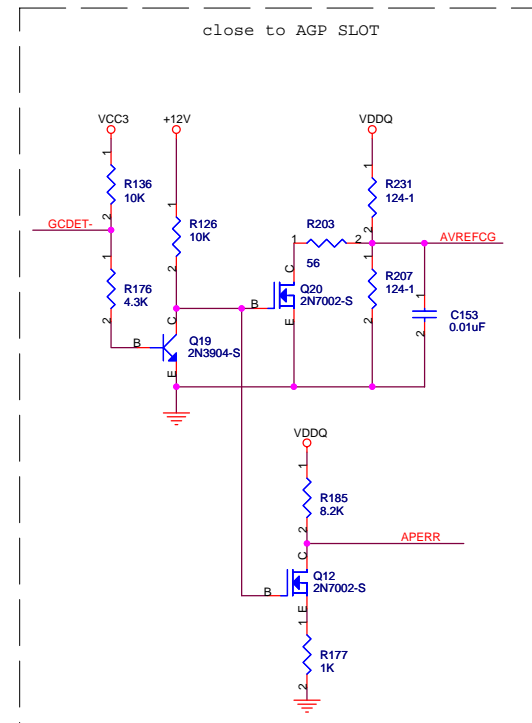 close to AGP SLOT
VCC3
+12V
VDDQ
1
R136
10K
2
GCDET-
1
R126
10K
2
1
R231
124-1
2
R203
1
2
56
AVREFCG
1
R176
4.3K
2
C
Q20
2N7002-S
B
E
1
R207
124-1
2
1
C153
0.01uF
2
C
Q19
2N3904-S
B
E
VDDQ
1
R185
8.2K
2
APERR
C
Q12
2N7002-S
B
E
1
R177
1K
2